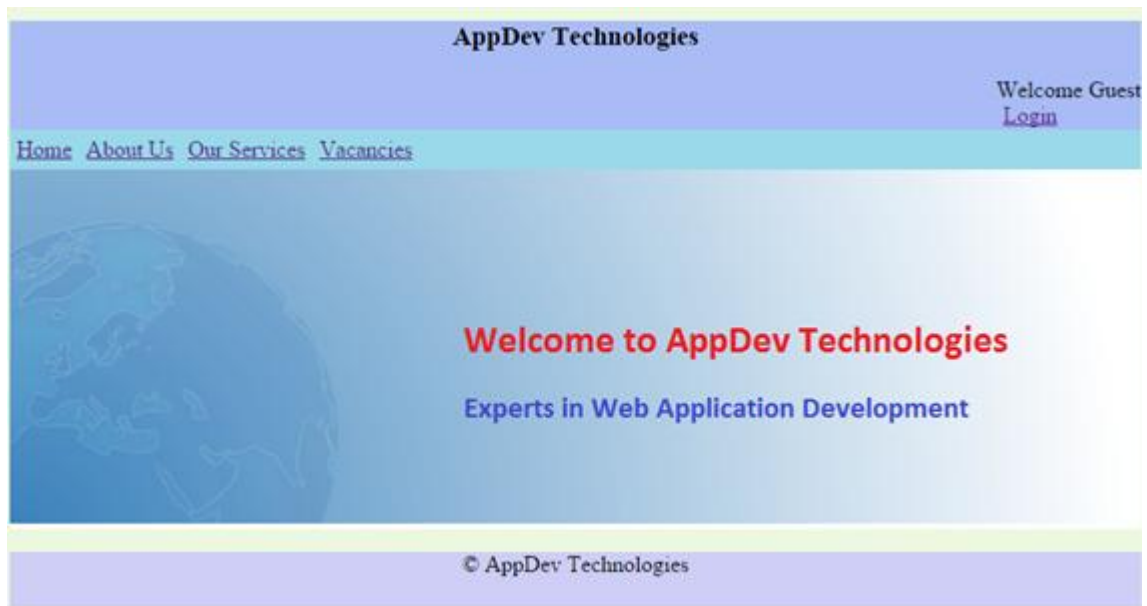 AppDev Technologies
Welcome Guest
Login
Home About Us Our Services Vacancies
Welcome to AppDev Technologies
Experts in Web Application Development
© AppDev Technologies